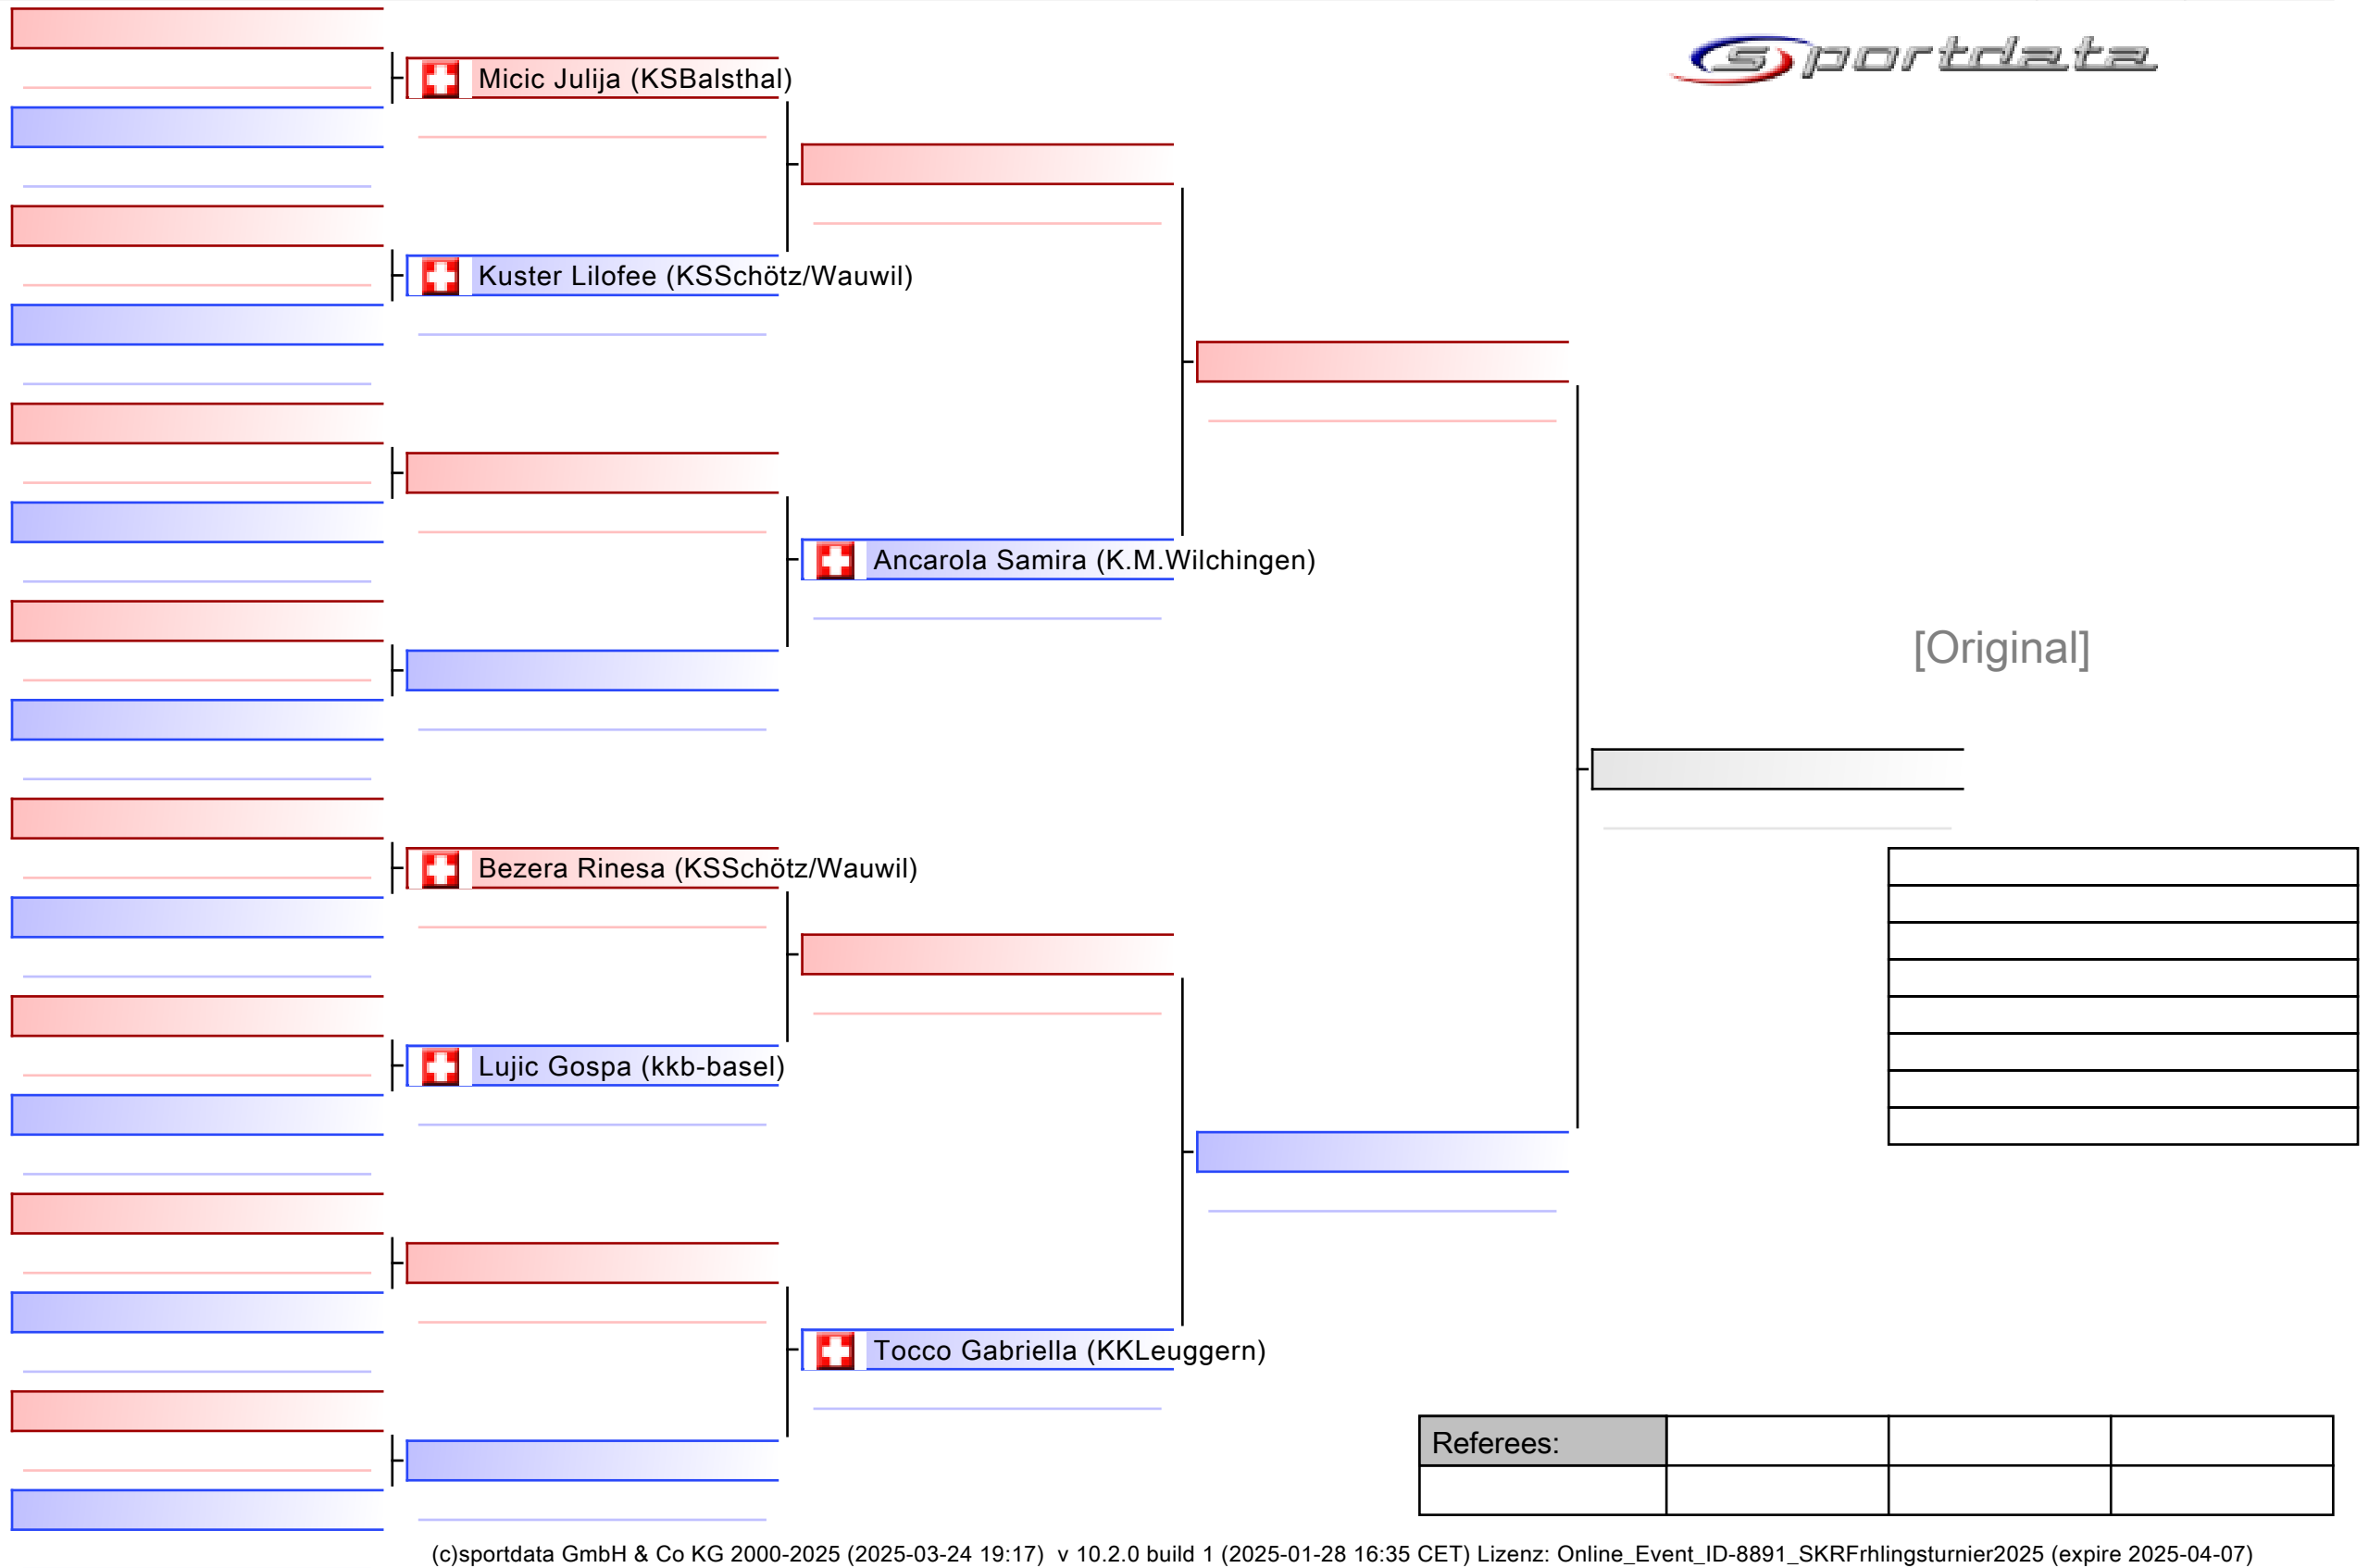 sportdata
Micic Julija (KSBalsthal)
Kuster Lilofee (KSSchötz/Wauwil)
Ancarola Samira (K.M.Wilchingen)
[Original]
Bezera Rinesa (KSSchötz/Wauwil)
Lujic Gospa (kkb-basel)
Tocco Gabriella (KKLeuggern)
Referees:
(c)sportdata GmbH & Co KG 2000-2025 (2025-03-24 19:17) v 10.2.0 build 1 (2025-01-28 16:35 CET) Lizenz: Online_Event_ID-8891_SKRFrhlingsturnier2025 (expire 2025-04-07)